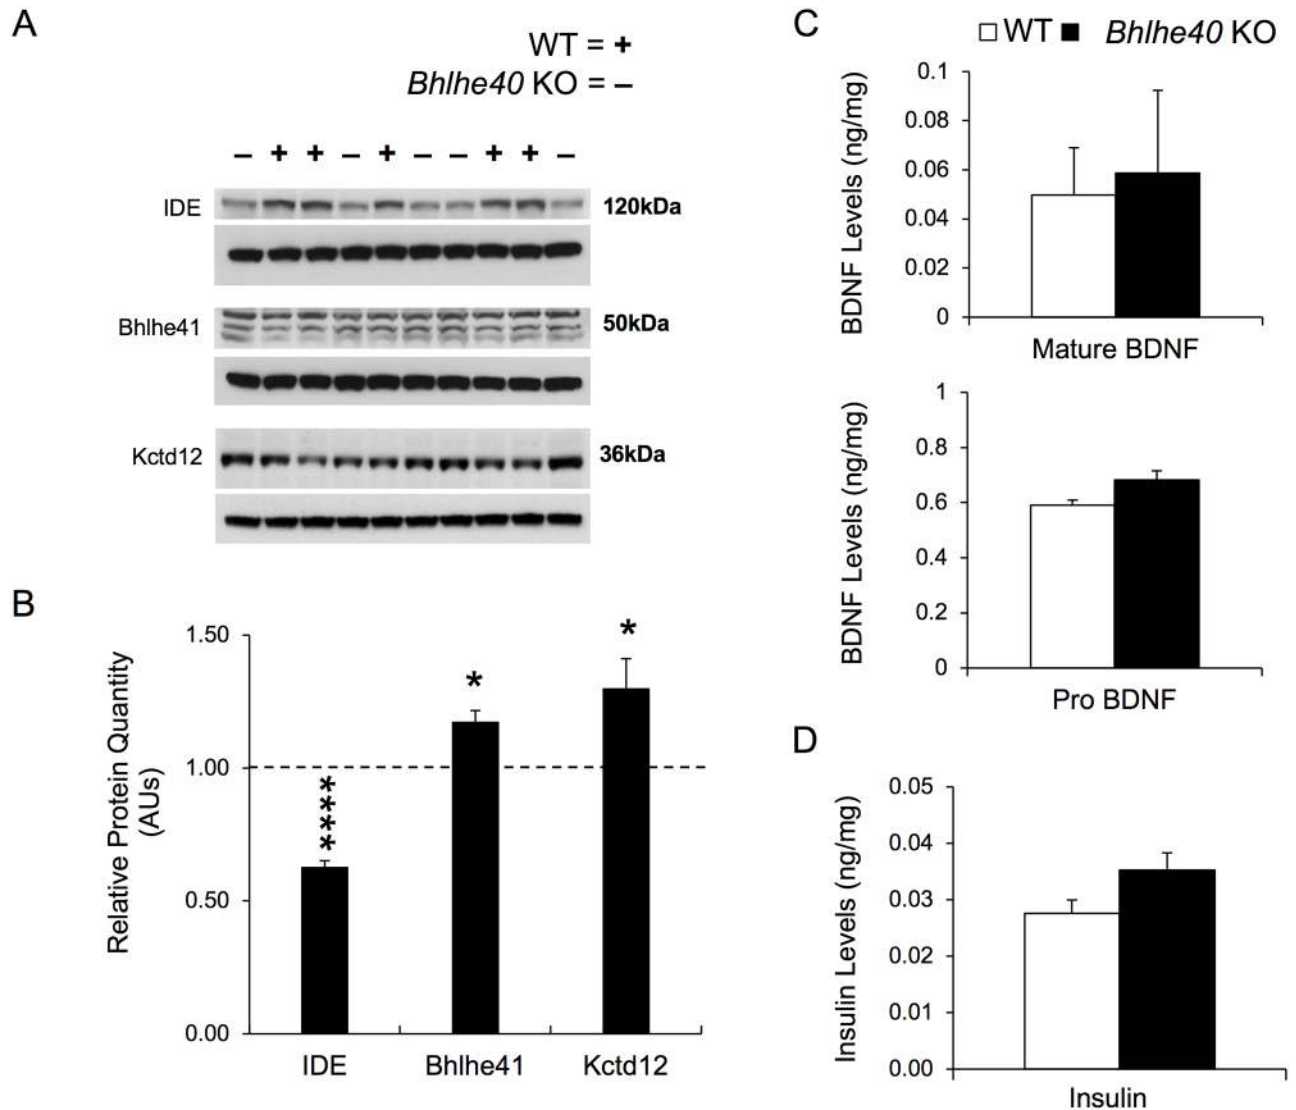 A
WT = +
Bhlhe40 KO = –
– + + – + – – + + –
IDE
120kDa
Bhlhe41
50kDa
Kctd12
36kDa
B
Relative Protein Quantity
(AUs)
1.50
1.00
0.50
0.00
****
*
*
IDE
Bhlhe41
Kctd12
C
WT
Bhlhe40 KO
BDNF Levels (ng/mg)
0.1
0.08
0.06
0.04
0.02
0
Mature BDNF
BDNF Levels (ng/mg)
1
0.8
0.6
0.4
0.2
0
Pro BDNF
D
Insulin Levels (ng/mg)
0.05
0.04
0.03
0.02
0.01
0.00
Insulin